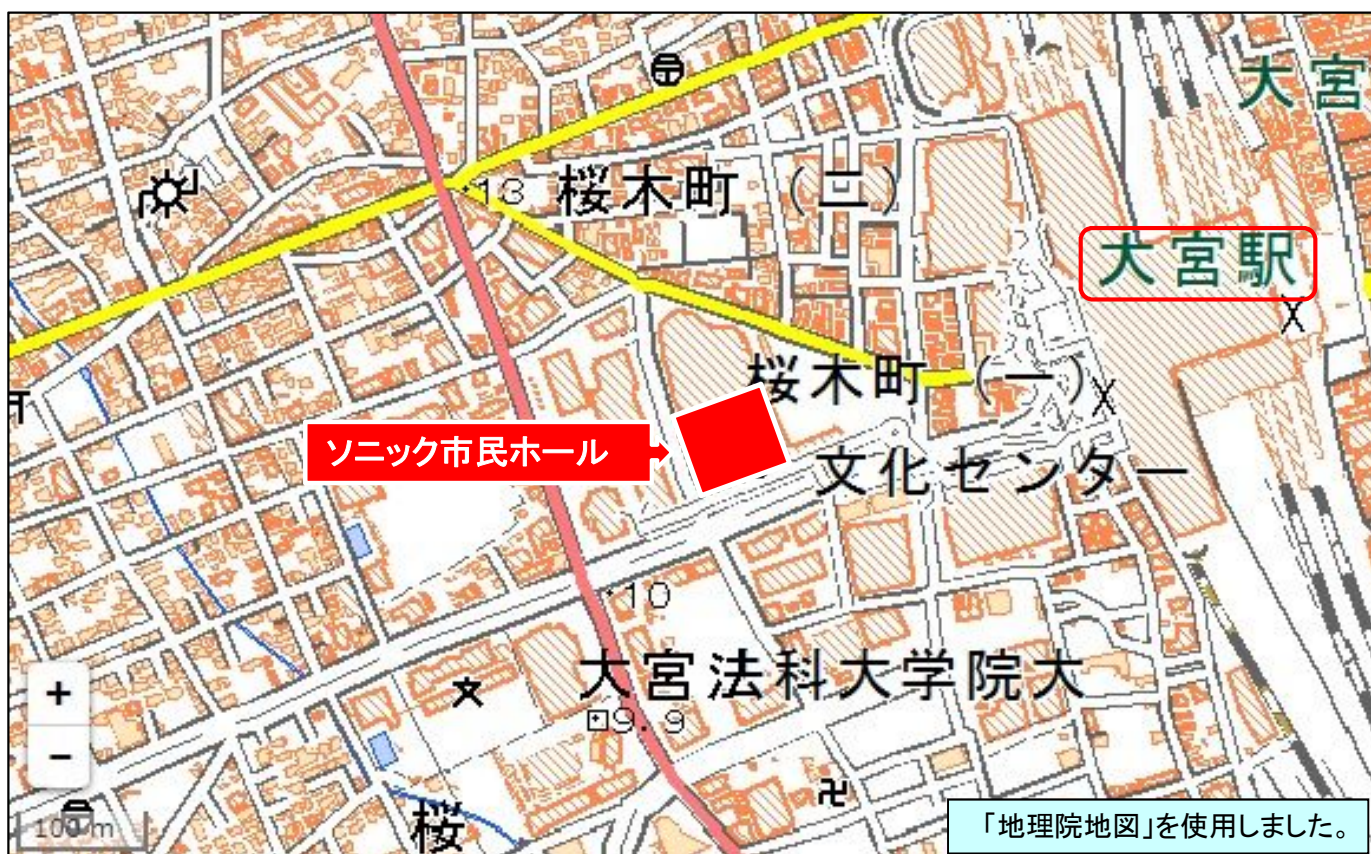 大宮
桜木町（二）
・13
大宮駅
桜木町（一）
ソニック市民ホール
文化センター
・10
大宮法科大学院大
9.9
+
−
桜
100 m
「地理院地図」を使用しました。